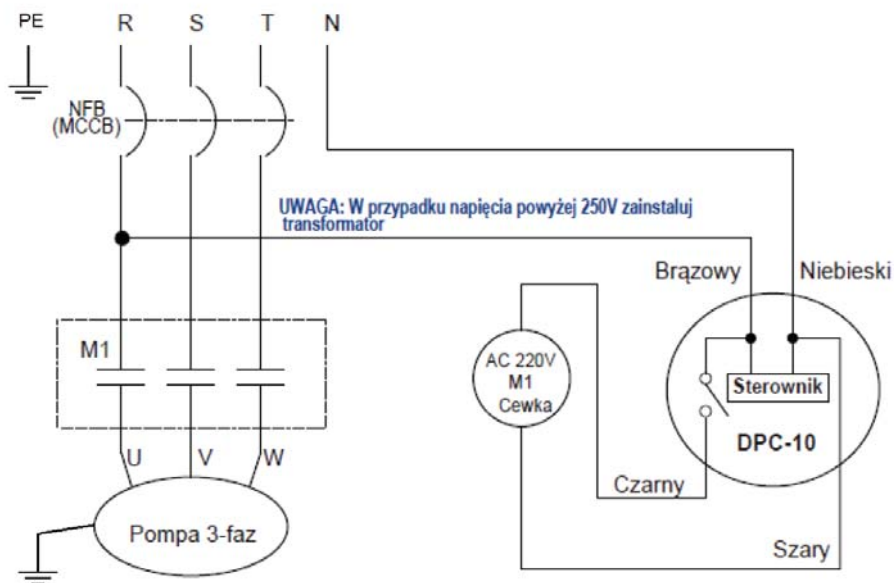 PE R S T N
NFB
(MCCB)
UWAGA: W przypadku napięcia powyżej 250V zainstaluj
transformator
Brązowy Niebieski
M1
AC 220V
M1
Cewka
Sterownik
DPC-10
U V W
Czarny
Pompa 3-faz
Szary